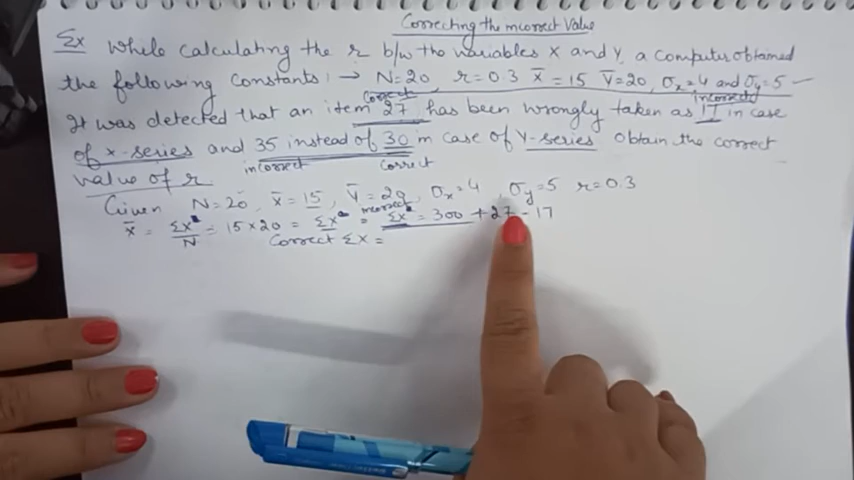 Correcting the incorrect Value
Ex While calculating the r b/w the variables X and Y, a computer obtained
the following constants: → N=20, r=0.3 X̄=15 Ȳ=20, σx=4 and σy=5
correct incorrect
It was detected that an item 27 has been wrongly taken as 17 in case
of x-series and 35 instead of 30 in case of Y-series obtain the correct
incorrect correct
value of r.
Given N=20, x̄=15, Ȳ=20, σx=4, σy=5 r=0.3
incorrect
x̄ = Σx/N = 15×20 = Σx = Σx = 300 + 27 - 17
Correct Σx =